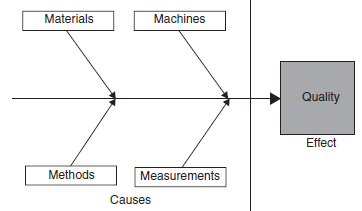 Materials
Machines
Quality
Effect
Methods
Measurements
Causes